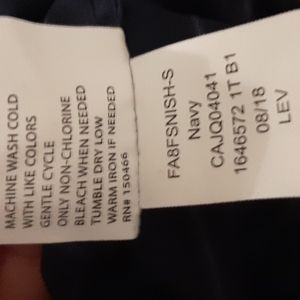 MACHINE WASH COLD
WITH LIKE COLORS
GENTLE CYCLE
ONLY NON-CHLORINE
BLEACH WHEN NEEDED
TUMBLE DRY LOW
WARM IRON IF NEEDED
RN# 150466
FA8FSNISH-S
Navy
CAJQ04041
1646572 1T B1
08/18
LEV